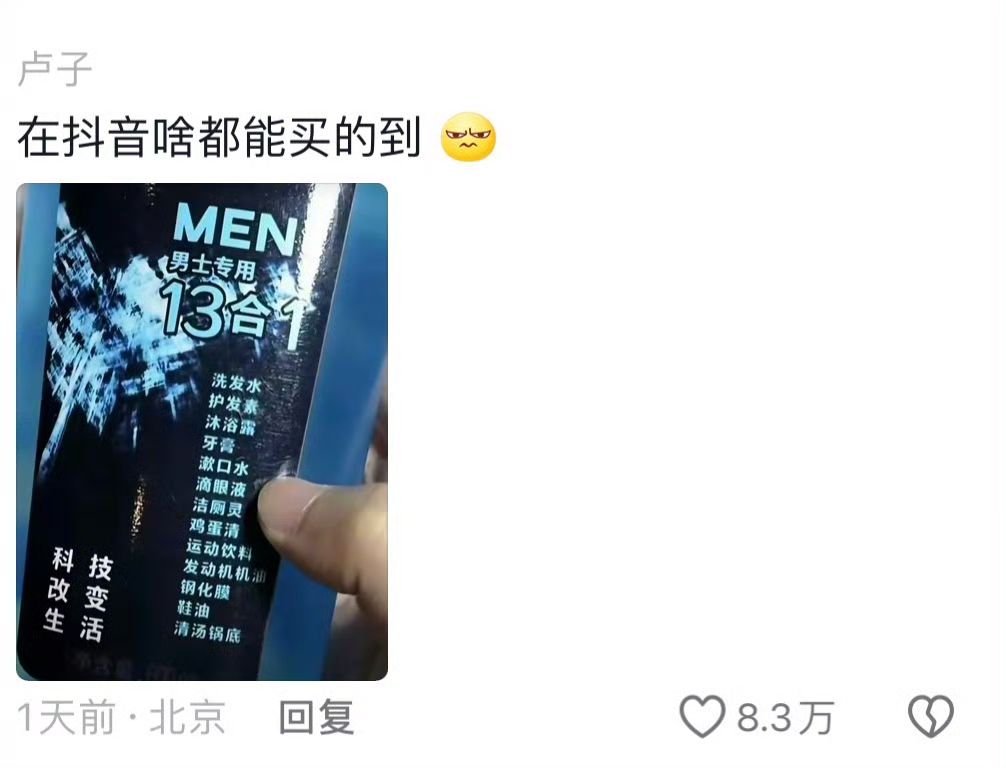 卢子
在抖音啥都能买的到
MEN
男士专用
13合1
洗发水
护发素
沐浴露
牙膏
漱口水
滴眼液
洁厕灵
鸡蛋清
运动饮料
发动机机油
钢化膜
鞋油
清汤锅底
科技
改变
生活
1天前·北京 回复 8.3万